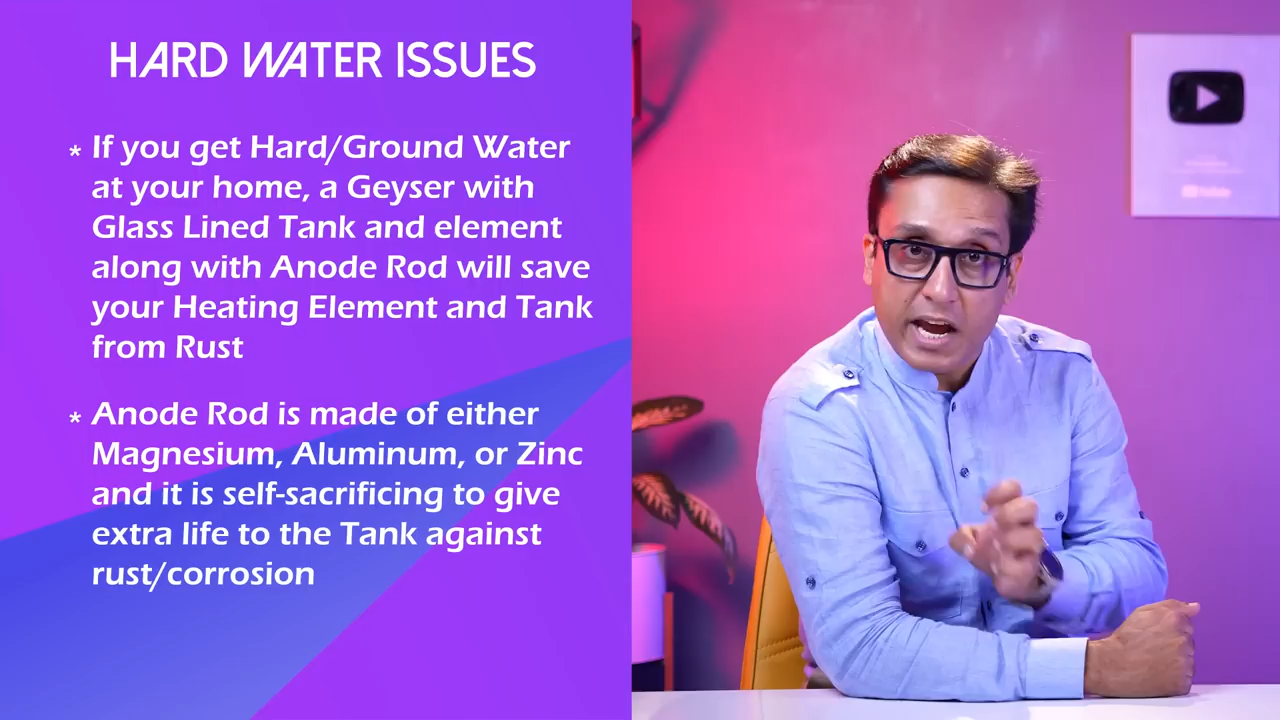 HARD WATER ISSUES
* If you get Hard/Ground Water
at your home, a Geyser with
Glass Lined Tank and element
along with Anode Rod will save
your Heating Element and Tank
from Rust
* Anode Rod is made of either
Magnesium, Aluminum, or Zinc
and it is self-sacrificing to give
extra life to the Tank against
rust/corrosion